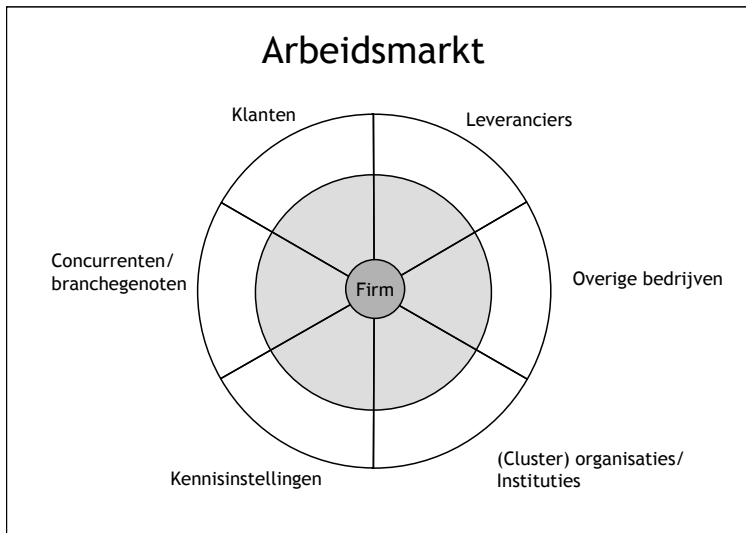 Arbeidsmarkt
Klanten
Leveranciers
Concurrenten/
branchegenoten
Firm
Overige bedrijven
Kennisinstellingen
(Cluster) organisaties/
Instituties